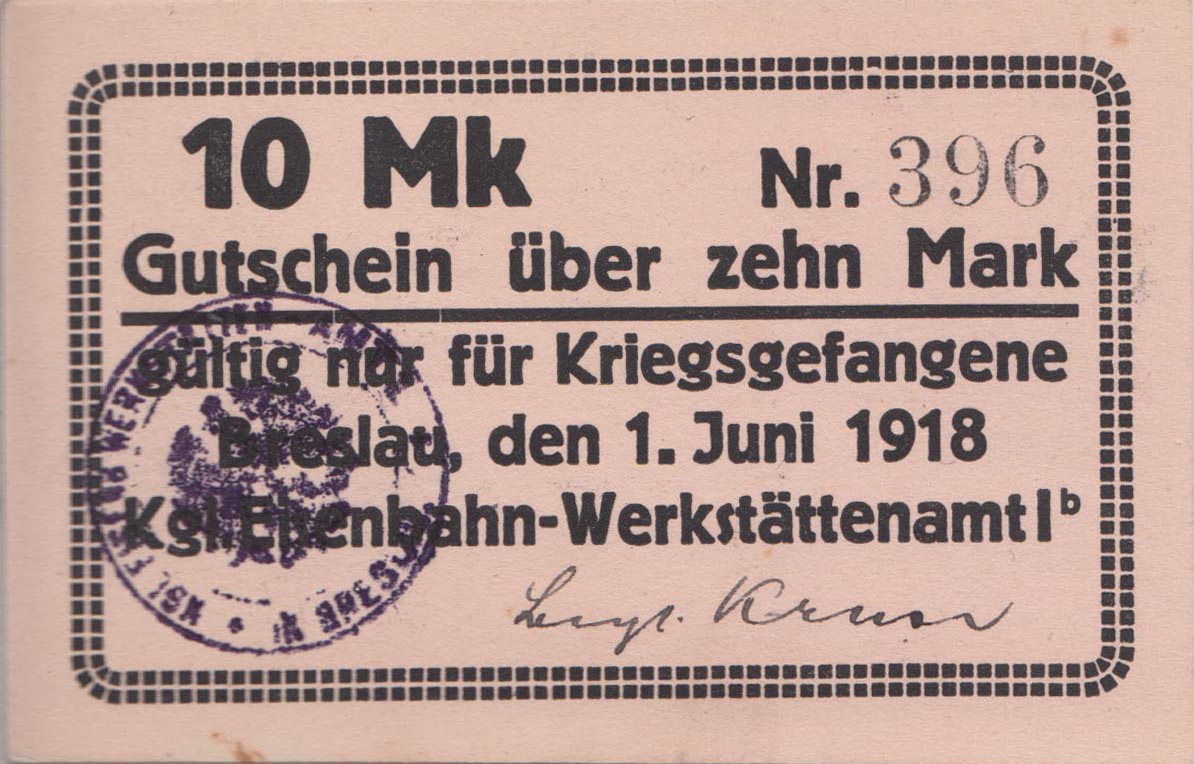 10 Mk Nr. 396
Gutschein über zehn Mark
gültig nur für Kriegsgefangene
Breslau, den 1. Juni 1918
Kgl. Eisenbahn-Werkstättenamt Iᵇ